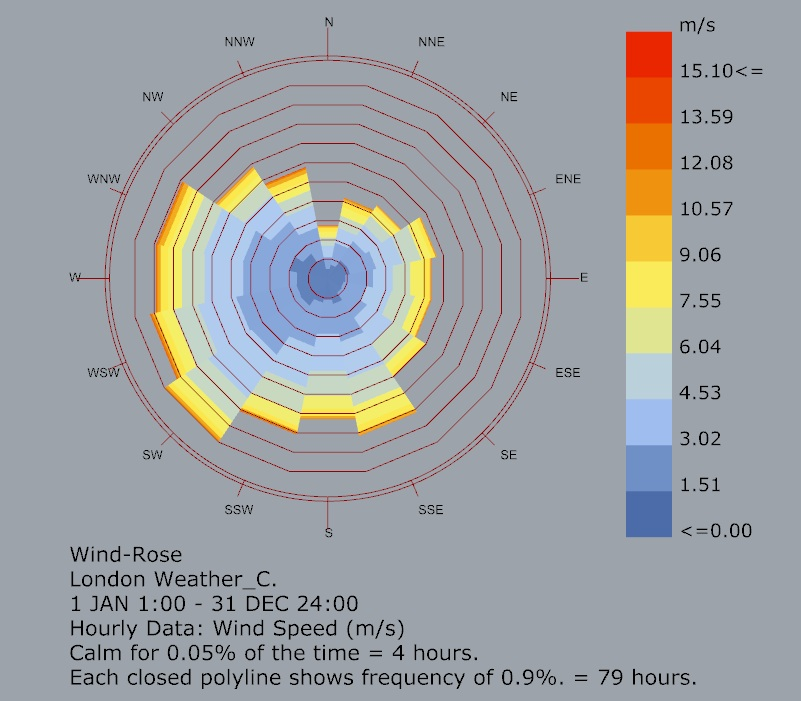 N
NNW
NNE
NW
NE
WNW
ENE
W
E
WSW
ESE
SW
SE
SSW
SSE
S
m/s
15.10<=
13.59
12.08
10.57
9.06
7.55
6.04
4.53
3.02
1.51
<=0.00
Wind-Rose
London Weather_C.
1 JAN 1:00 - 31 DEC 24:00
Hourly Data: Wind Speed (m/s)
Calm for 0.05% of the time = 4 hours.
Each closed polyline shows frequency of 0.9%. = 79 hours.